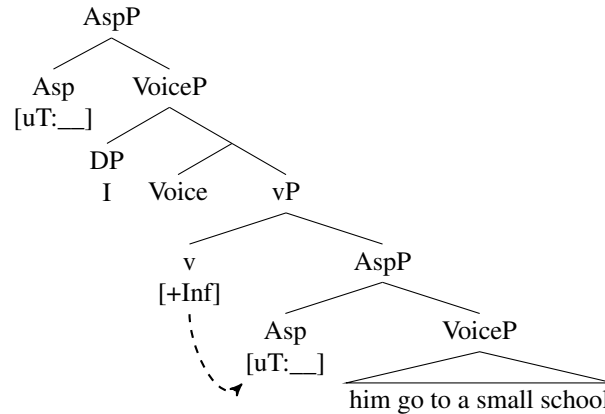 AspP
Asp VoiceP
[uT:__]
DP
I Voice vP
v AspP
[+Inf]
Asp VoiceP
[uT:__]
him go to a small school